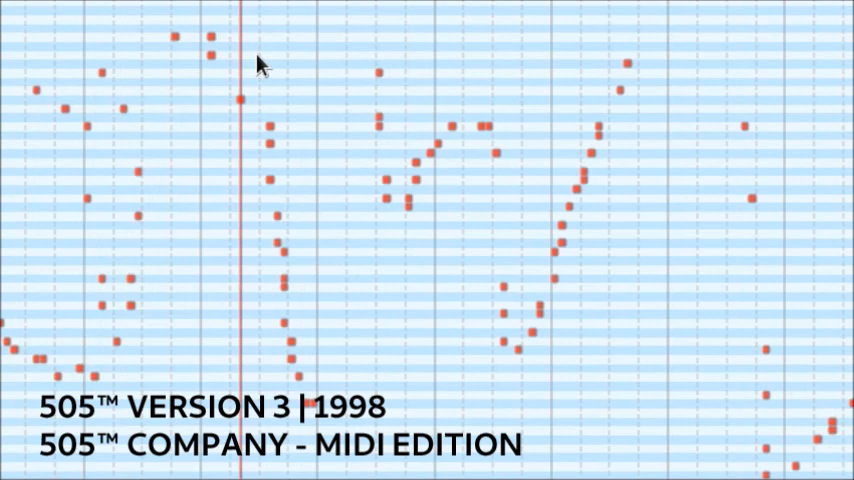 505™ VERSION 3 | 1998
505™ COMPANY - MIDI EDITION